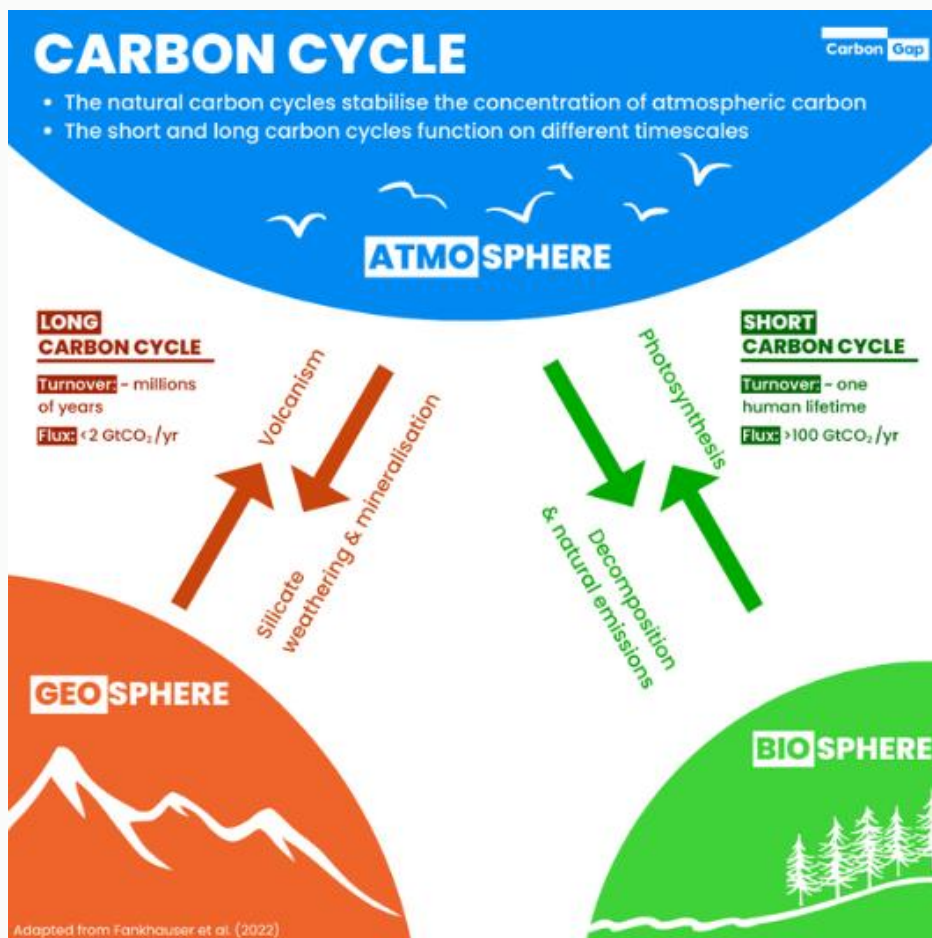 CARBON CYCLE
Carbon Gap
• The natural carbon cycles stabilise the concentration of atmospheric carbon
• The short and long carbon cycles function on different timescales
ATMOSPHERE
LONG
CARBON CYCLE
Turnover: ~ millions
of years
Flux: <2 GtCO₂/yr
Volcanism
Silicate
weathering & mineralisation
Photosynthesis
Decomposition
& natural emissions
SHORT
CARBON CYCLE
Turnover: ~ one
human lifetime
Flux: >100 GtCO₂/yr
GEOSPHERE
BIOSPHERE
Adapted from Fankhauser et al. (2022)